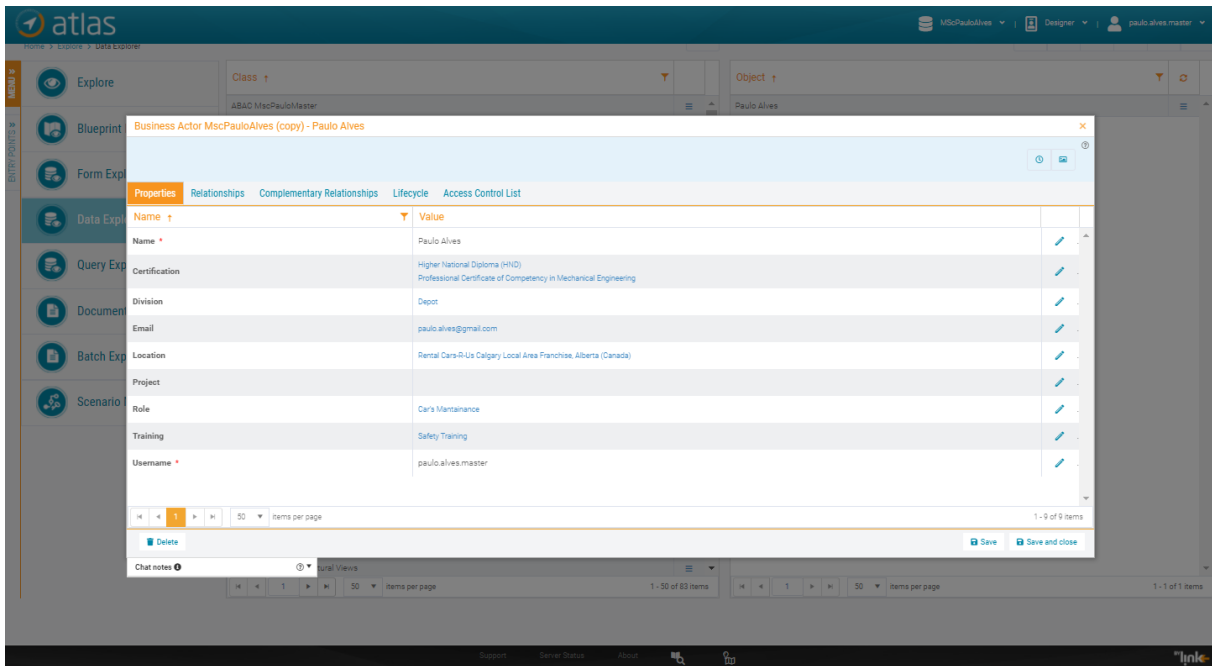 atlas
MScPauloAlves | Designer | paulo.alves.master
Home > Explore > Data Explorer
MENU »
ENTRY POINTS »
Explore
Blueprint
Form Expl
Data Expl
Query Exp
Document
Batch Exp
Scenario
Class ↑
Object ↑
ABAC MscPauloMaster
Paulo Alves
Business Actor MscPauloAlves (copy) - Paulo Alves
Properties Relationships Complementary Relationships Lifecycle Access Control List
Name ↑ Value
Name * Paulo Alves
Certification Higher National Diploma (HND)
Professional Certificate of Competency in Mechanical Engineering
Division Depot
Email paulo.alves@gmail.com
Location Rental Cars-R-Us Calgary Local Area Franchise, Alberta (Canada)
Project
Role Car's Mantainance
Training Safety Training
Username * paulo.alves.master
1 50 items per page 1 - 9 of 9 items
Delete Save Save and close
Chat notes
tural Views
1 50 items per page 1 - 50 of 83 items
1 50 items per page 1 - 1 of 1 items
Support Server Status About
link